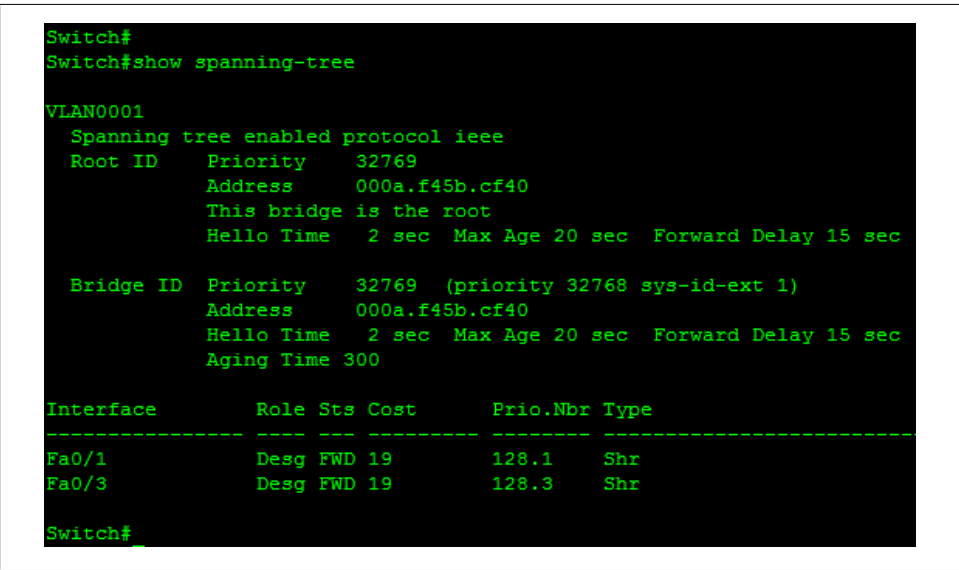 Switch#
Switch#show spanning-tree
VLAN0001
Spanning tree enabled protocol ieee
Root ID Priority 32769
Address 000a.f45b.cf40
This bridge is the root
Hello Time 2 sec Max Age 20 sec Forward Delay 15 sec
Bridge ID Priority 32769 (priority 32768 sys-id-ext 1)
Address 000a.f45b.cf40
Hello Time 2 sec Max Age 20 sec Forward Delay 15 sec
Aging Time 300
Interface Role Sts Cost Prio.Nbr Type
---------------- ---- --- --------- -------- --------------------------
Fa0/1 Desg FWD 19 128.1 Shr
Fa0/3 Desg FWD 19 128.3 Shr
Switch#_